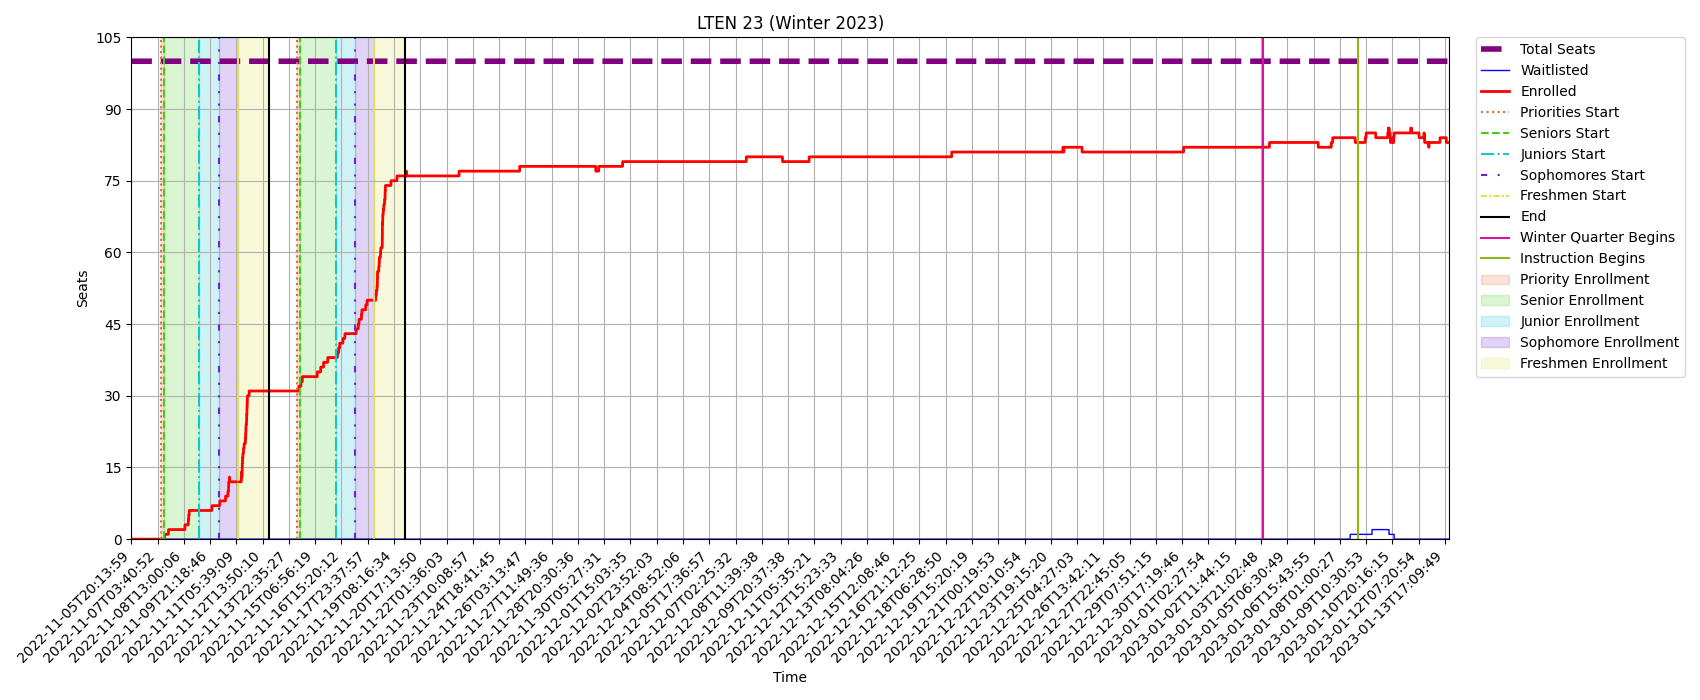 LTEN 23 (Winter 2023)
105
90
75
60
45
30
15
0
Seats
2022-11-05T20:13:59
2022-11-07T03:40:52
2022-11-08T13:00:06
2022-11-09T21:18:46
2022-11-11T05:39:09
2022-11-12T13:50:10
2022-11-13T22:35:27
2022-11-15T06:56:19
2022-11-16T15:20:12
2022-11-17T23:37:57
2022-11-19T08:16:34
2022-11-20T17:13:50
2022-11-22T01:36:03
2022-11-23T10:08:57
2022-11-24T18:41:45
2022-11-26T03:13:47
2022-11-27T11:49:36
2022-11-28T20:30:36
2022-11-30T05:27:31
2022-12-01T15:03:35
2022-12-02T23:52:03
2022-12-04T08:52:06
2022-12-05T17:36:57
2022-12-07T02:25:32
2022-12-08T11:39:38
2022-12-09T20:37:38
2022-12-11T05:35:21
2022-12-12T15:23:33
2022-12-13T08:04:26
2022-12-15T12:08:46
2022-12-16T21:12:25
2022-12-18T06:28:50
2022-12-19T15:20:19
2022-12-21T00:19:53
2022-12-22T10:10:54
2022-12-23T19:15:20
2022-12-25T04:27:03
2022-12-26T13:42:11
2022-12-27T22:45:05
2022-12-29T07:51:15
2022-12-30T17:19:46
2023-01-01T02:27:54
2023-01-02T11:44:15
2023-01-03T21:02:48
2023-01-05T06:30:49
2023-01-06T15:43:55
2023-01-08T01:00:27
2023-01-09T10:30:53
2023-01-10T20:16:15
2023-01-12T07:20:54
2023-01-13T17:09:49
Time
Total Seats
Waitlisted
Enrolled
Priorities Start
Seniors Start
Juniors Start
Sophomores Start
Freshmen Start
End
Winter Quarter Begins
Instruction Begins
Priority Enrollment
Senior Enrollment
Junior Enrollment
Sophomore Enrollment
Freshmen Enrollment